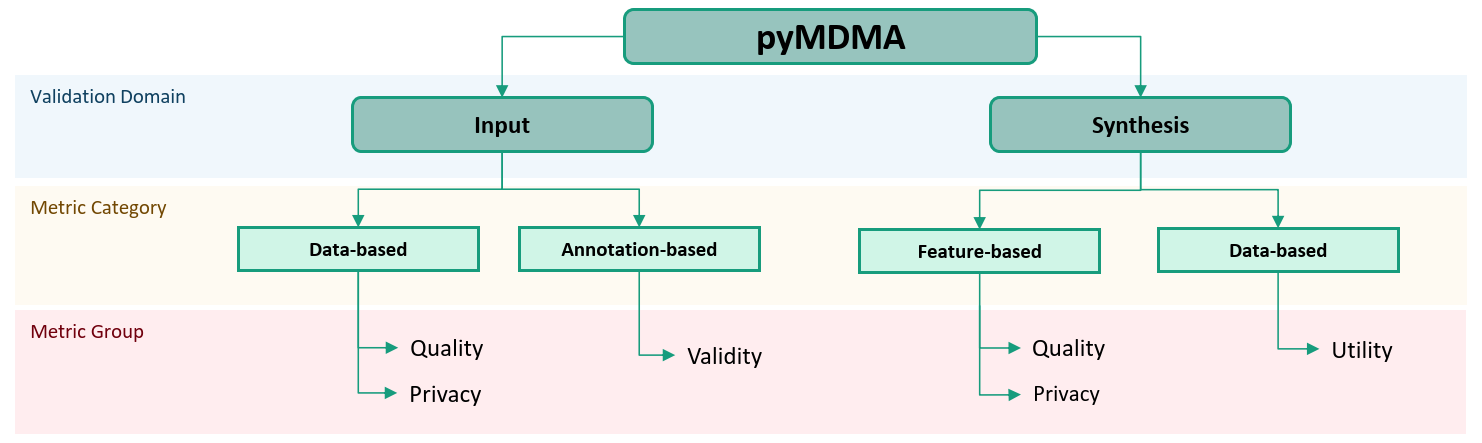 pyMDMA
Validation Domain
Input
Synthesis
Metric Category
Data-based
Annotation-based
Feature-based
Data-based
Metric Group
Quality
Privacy
Validity
Quality
Privacy
Utility